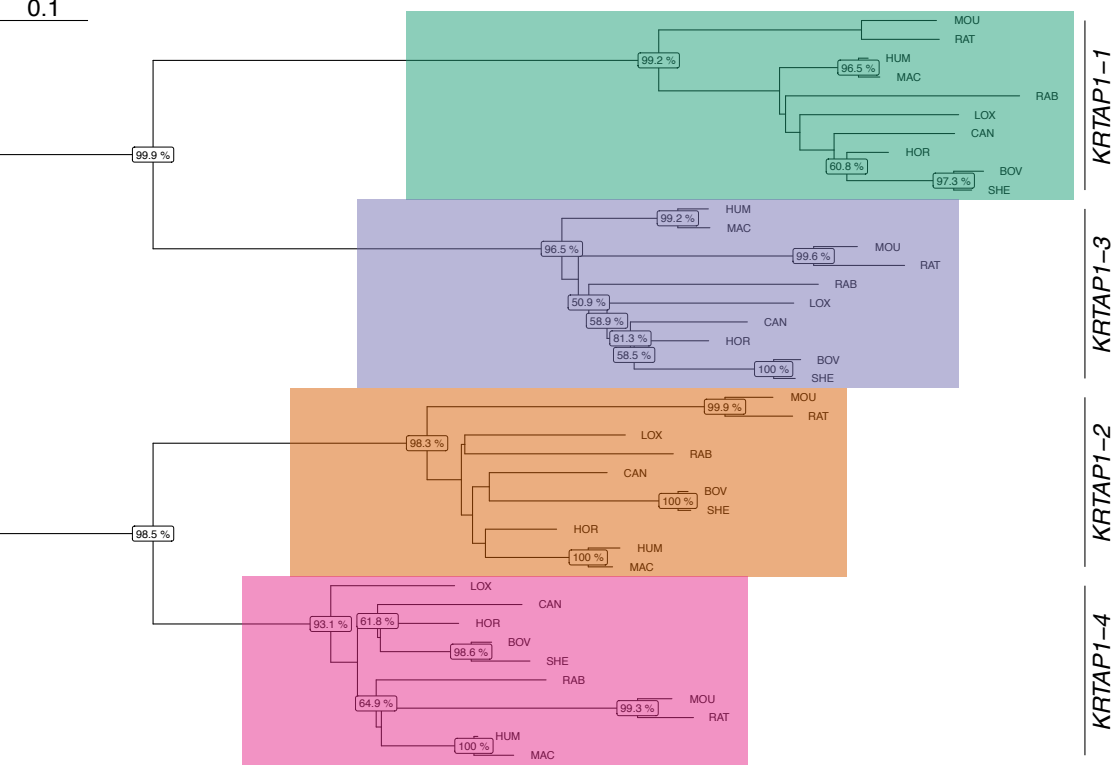 0.1
MOU
RAT
99.2 %
HUM
96.5 %
MAC
RAB
LOX
CAN
99.9 %
HOR
60.8 %
BOV
97.3 %
SHE
KRTAP1−1
HUM
99.2 %
MAC
MOU
96.5 %
99.6 %
RAT
RAB
50.9 %
LOX
58.9 %
CAN
81.3 %
HOR
58.5 %
BOV
100 %
SHE
KRTAP1−3
MOU
99.9 %
RAT
LOX
98.3 %
RAB
CAN
BOV
100 %
SHE
HOR
98.5 %
HUM
100 %
MAC
KRTAP1−2
LOX
CAN
61.8 %
HOR
93.1 %
BOV
98.6 %
SHE
RAB
MOU
64.9 %
99.3 %
RAT
HUM
100 %
MAC
KRTAP1−4